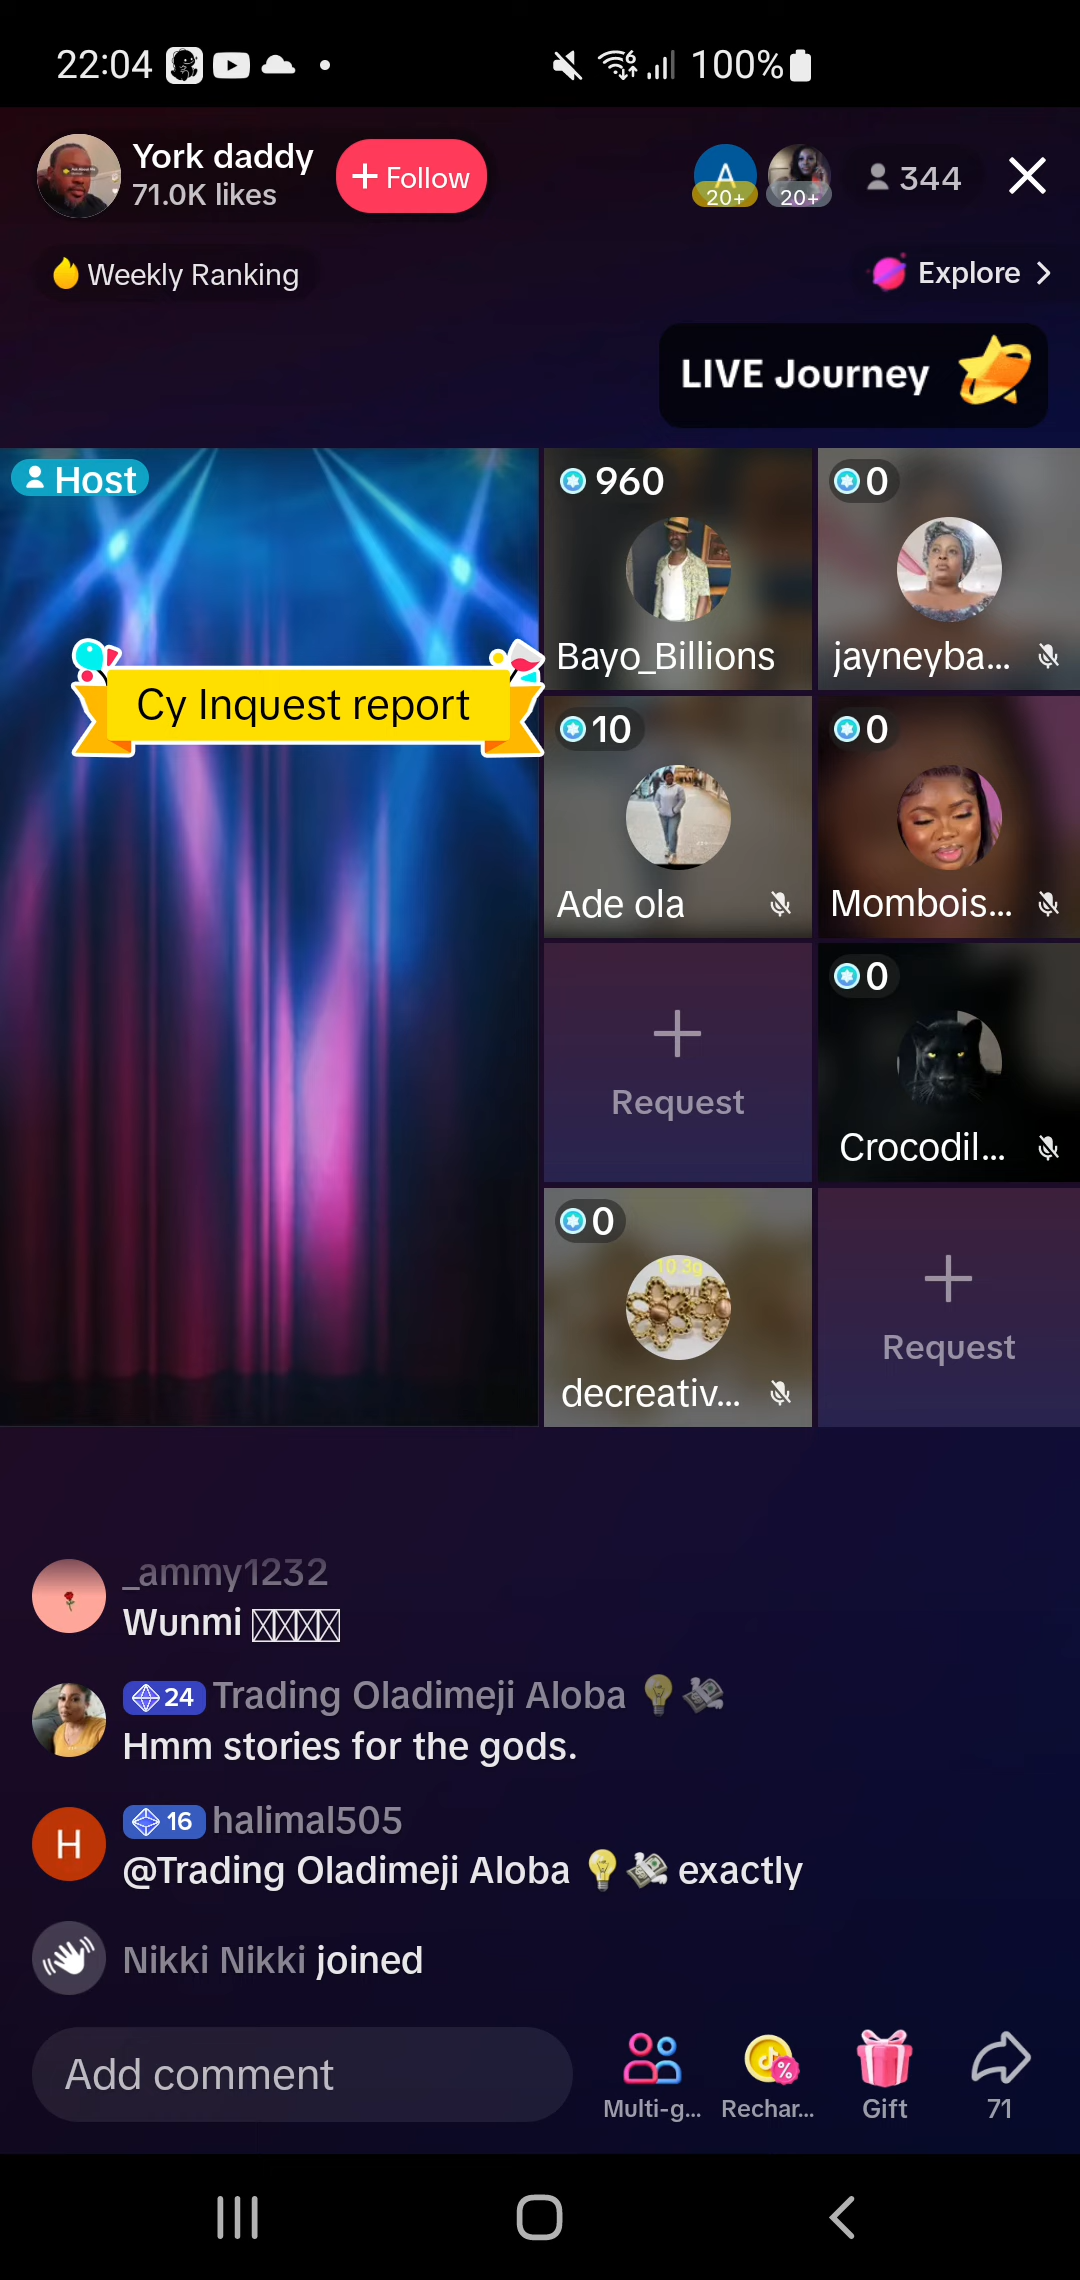 22:04
100%
York daddy
71.0K likes
+ Follow
A
20+
20+
344
Weekly Ranking
Explore >
LIVE Journey
Host
Cy Inquest report
960
Bayo_Billions
0
jayneyba...
10
Ade ola
0
Mombois...
Request
0
Crocodil...
0
10.3g
decreativ...
Request
_ammy1232
Wunmi
24 Trading Oladimeji Aloba 💡💸
Hmm stories for the gods.
H
16 halimal505
@Trading Oladimeji Aloba 💡💸 exactly
Nikki Nikki joined
Add comment
Multi-g...
Rechar...
Gift
71